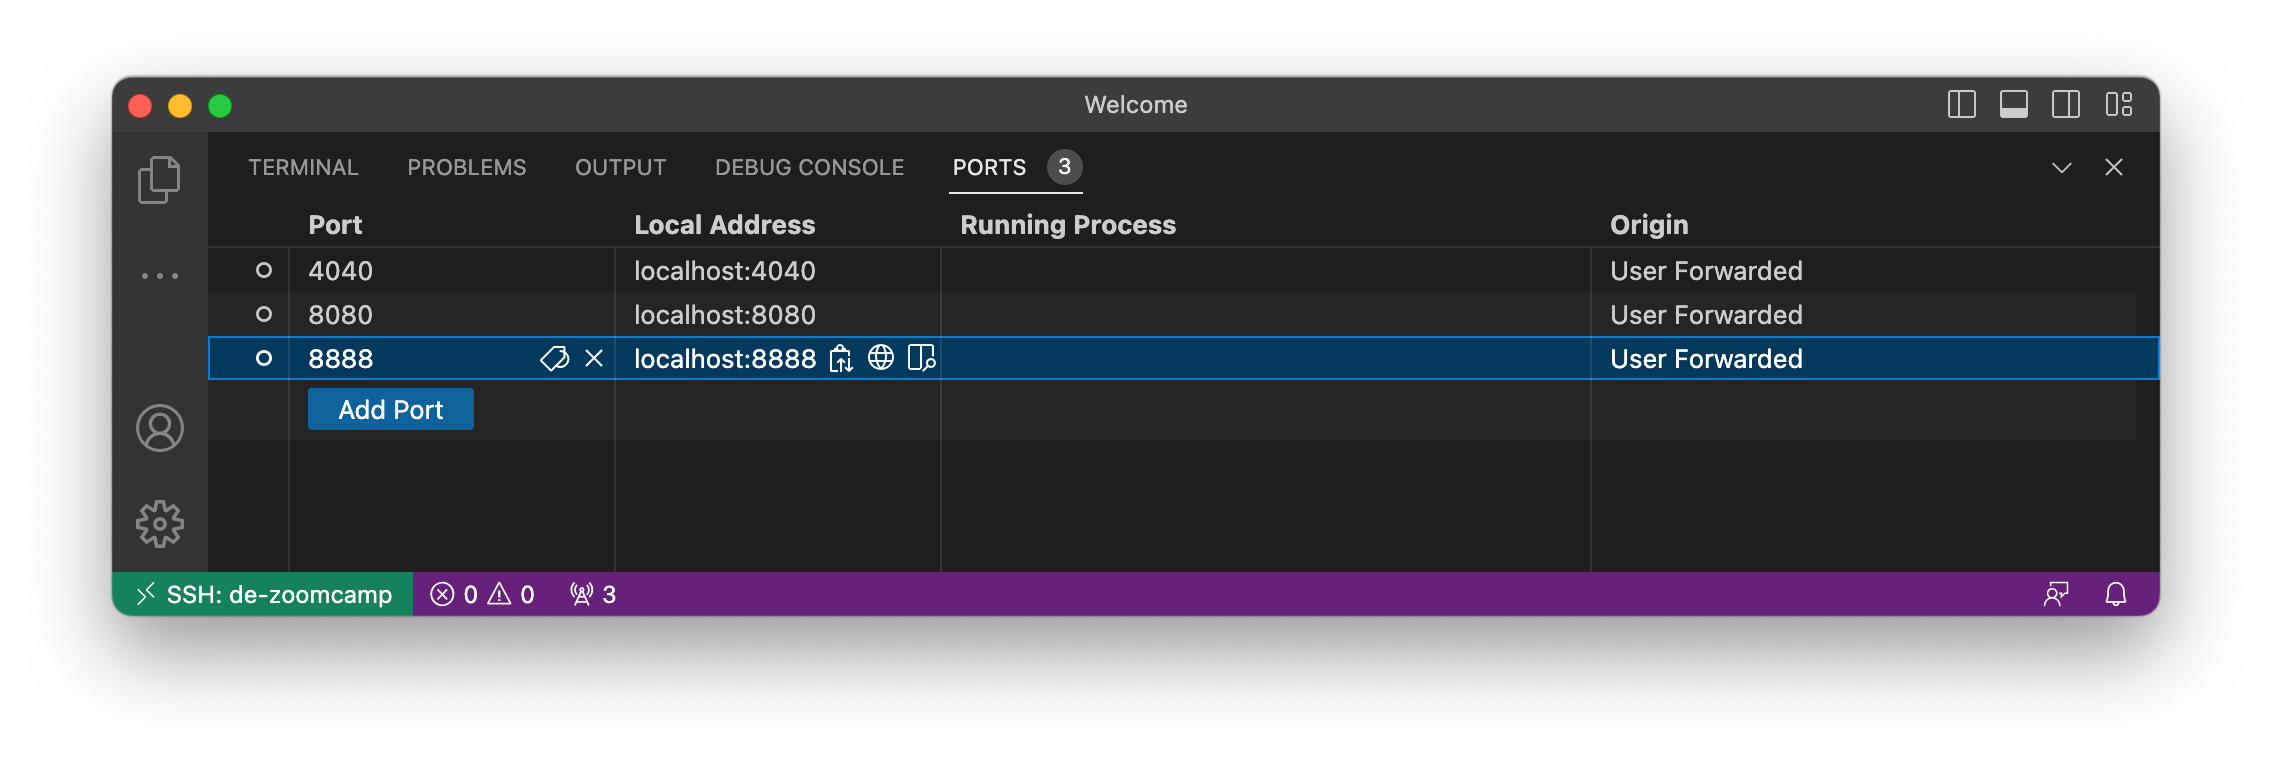 Welcome
TERMINAL PROBLEMS OUTPUT DEBUG CONSOLE PORTS 3
Port Local Address Running Process Origin
4040 localhost:4040 User Forwarded
8080 localhost:8080 User Forwarded
8888 localhost:8888 User Forwarded
Add Port
SSH: de-zoomcamp 0 0 3